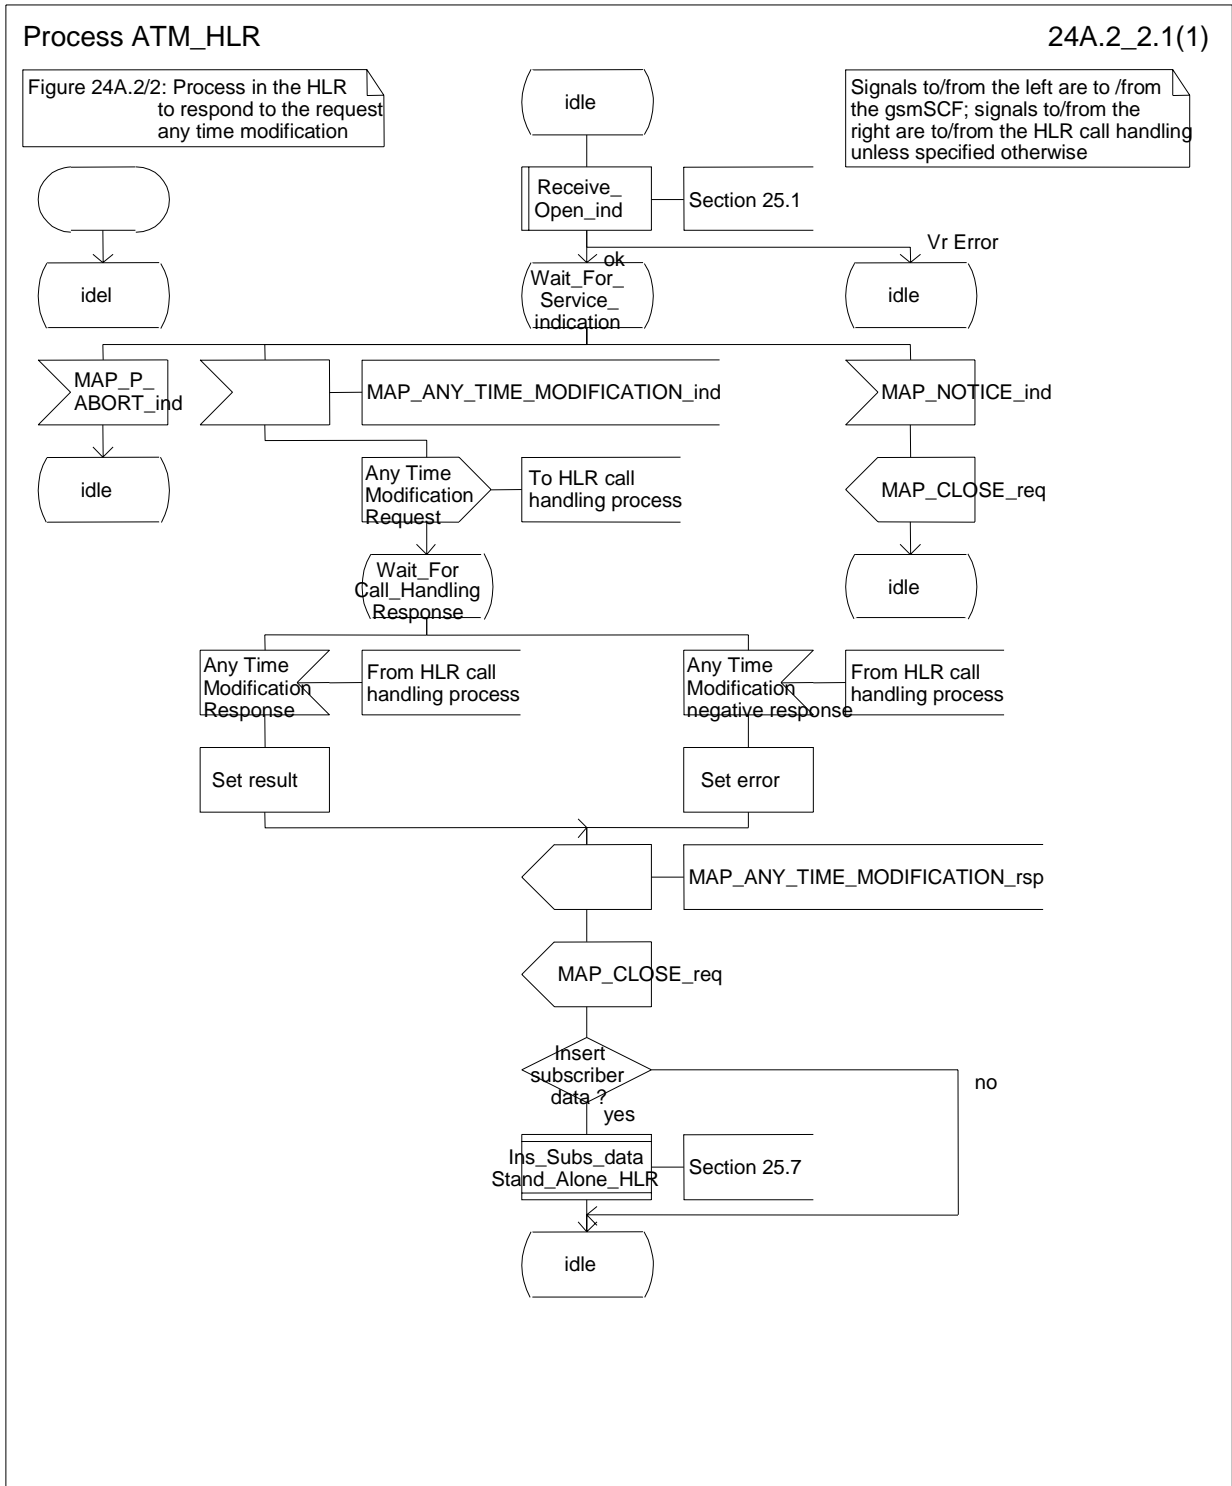 Process ATM_HLR
24A.2_2.1(1)
Figure 24A.2/2: Process in the HLR
to respond to the request
any time modification
idle
Signals to/from the left are to /from
the gsmSCF; signals to/from the
right are to/from the HLR call handling
unless specified otherwise
Receive_
Open_ind
Section 25.1
Vr Error
ok
idel
Wait_For_
Service_
indication
idle
MAP_P_
ABORT_ind
MAP_ANY_TIME_MODIFICATION_ind
MAP_NOTICE_ind
idle
Any Time
Modification
Request
To HLR call
handling process
MAP_CLOSE_req
Wait_For
Call_Handling
Response
idle
Any Time
Modification
Response
From HLR call
handling process
Any Time
Modification
negative response
From HLR call
handling process
Set result
Set error
MAP_ANY_TIME_MODIFICATION_rsp
MAP_CLOSE_req
Insert
subscriber
data ?
no
yes
Ins_Subs_data
Stand_Alone_HLR
Section 25.7
idle